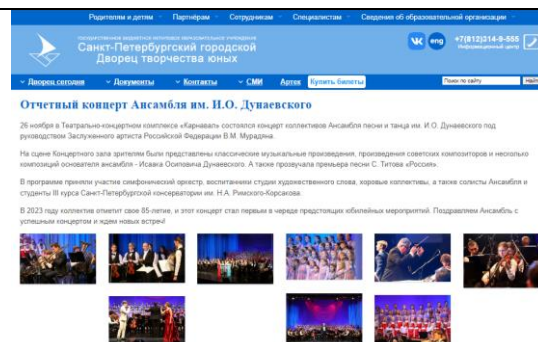 Родителям и детям Партнёрам Сотрудникам Специалистам Сведения об образовательной организации
Санкт-Петербургский городской
Дворец творчества юных
eng
+7(812)314-9-555
Информационный центр
Дворец сегодня Документы Контакты СМИ Артек Купить билеты Поиск по сайту Найти
Отчетный концерт Ансамбля им. И.О. Дунаевского
26 ноября в Театрально-концертном комплексе «Карнавал» состоялся концерт коллективов Ансамбля песни и танца им. И.О. Дунаевского под
руководством Заслуженного артиста Российской Федерации В.М. Мурадяна.
На сцене Концертного зала зрителям были представлены классические музыкальные произведения, произведения советских композиторов и несколько
композиций основателя ансамбля - Исаака Осиповича Дунаевского. А также прозвучала премьера песни С. Титова «Россия».
В программе приняли участие симфонический оркестр, воспитанники студии художественного слова, хоровые коллективы, а также солисты Ансамбля и
студенты III курса Санкт-Петербургской консерватории им. Н.А. Римского-Корсакова.
В 2023 году коллектив отметит свое 85-летие, и этот концерт стал первым в череде предстоящих юбилейных мероприятий. Поздравляем Ансамбль с
успешным концертом и ждем новых встреч!